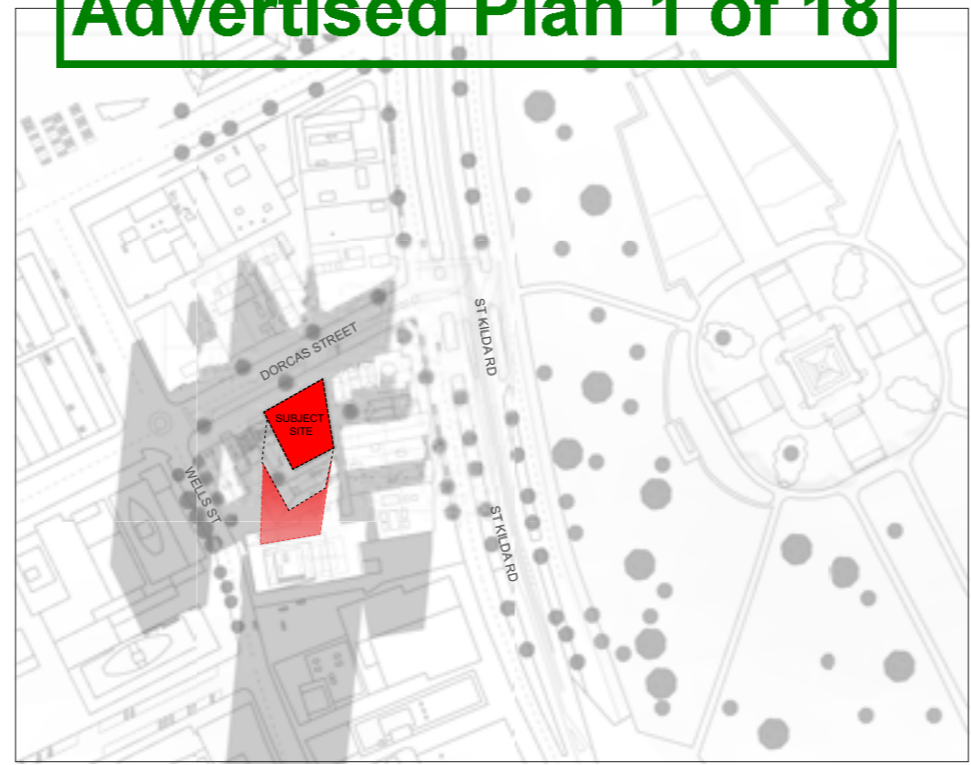 Advertised Plan 1 of 18
ST KILDA RD
DORCAS STREET
SUBJECT
SITE
WELLS ST
ST KILDA RD